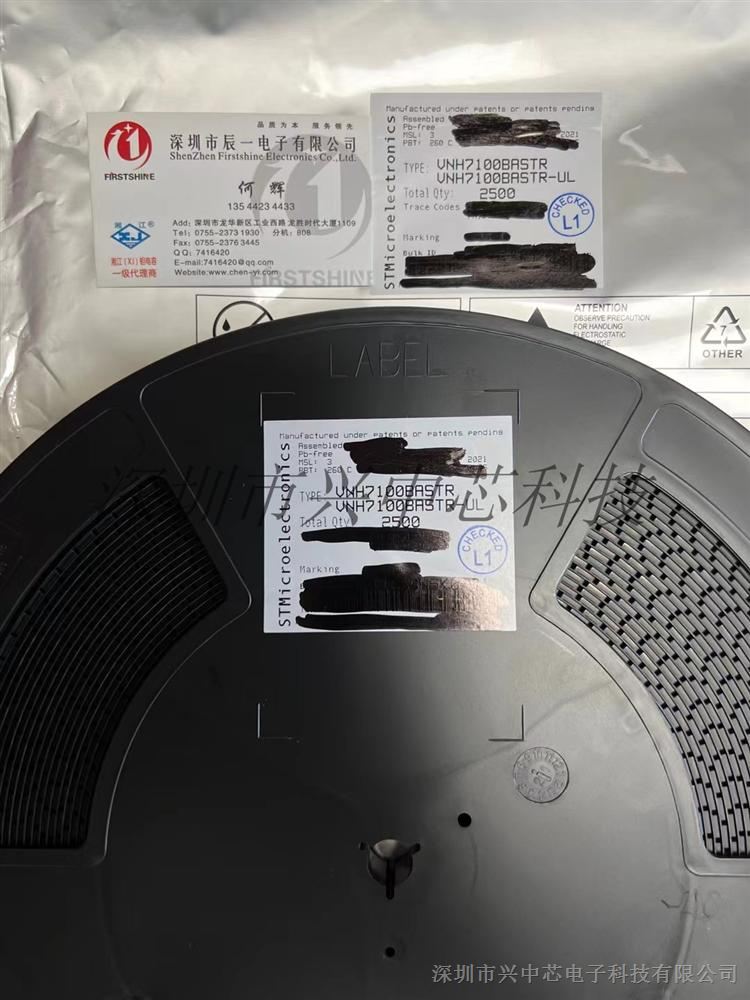 品质为本 服务领先
深圳市辰一电子有限公司
ShenZhen Firstshine Electronics Co.,Ltd.
FIRSTSHINE
何辉
135 4423 4433
湘江
XJ®
湘江(XJ)钽电容
一级代理商
Add: 深圳市龙华新区工业西路龙胜时代大厦1109
Tel: 0755-2373 1930 分机: 808
Fax: 0755-2376 3445
QQ: 7416420
E-mail:7416420@qq.com
Website:www.chen-yi.com
FIRSTSHINE
STMicroelectronics
Manufactured under patents or patents pending
Assembled
Pb-free
MSL: 3 2021
PBT: 260 C
TYPE: VNH7100BASTR
VNH7100BASTR-UL
Total Qty: 2500
Trace Codes
CHECKED
L1
Marking
Bulk ID
ATTENTION
OBSERVE PRECAUTION
FOR HANDLING
ELECTROSTATIC
7
OTHER
LABEL
STMicroelectronics
Manufactured under patents or patents pending
Assembled
Pb-free
MSL: 3 2021
PBT: 260 C
深圳市兴中芯科技
TYPE VNH7100BASTR
VNH7100BASTR-UL
Total Qty 2500
CHECKED
L1
Marking
深圳市兴中芯电子科技有限公司